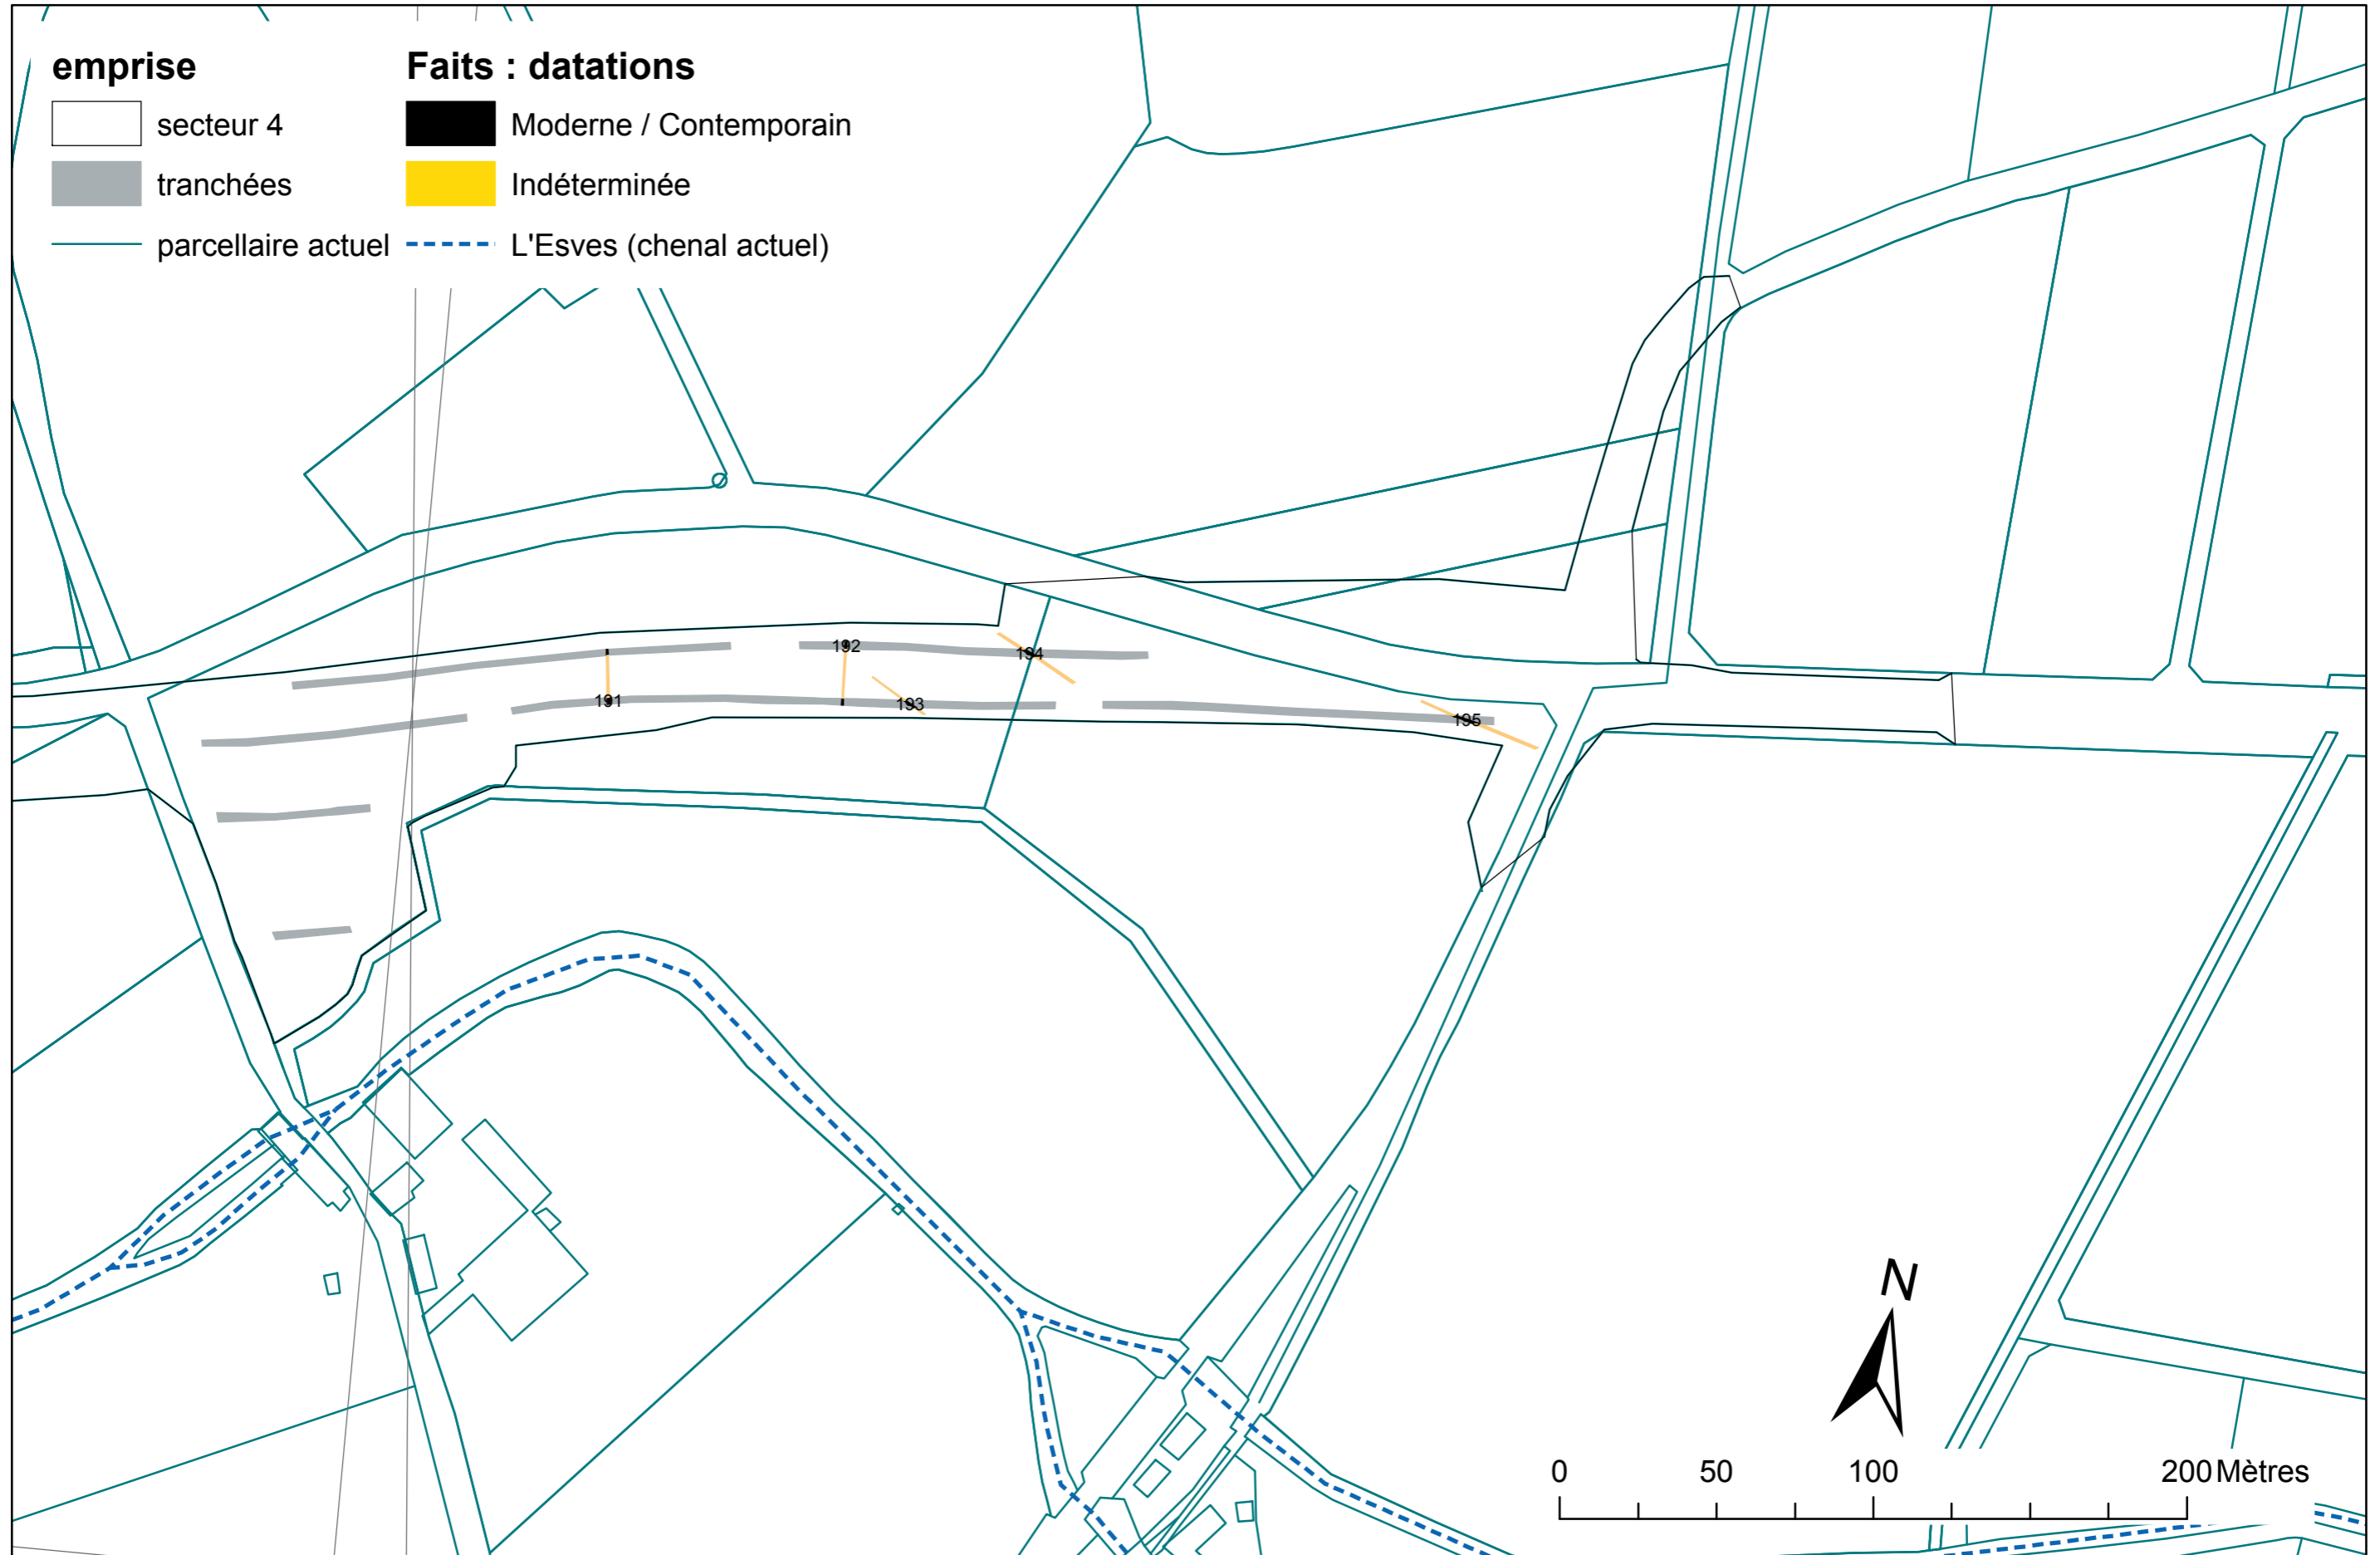 emprise
secteur 4
tranchées
parcellaire actuel
Faits : datations
Moderne / Contemporain
Indéterminée
L'Esves (chenal actuel)
192
194
191
193
195
N
0 50 100 200 Mètres